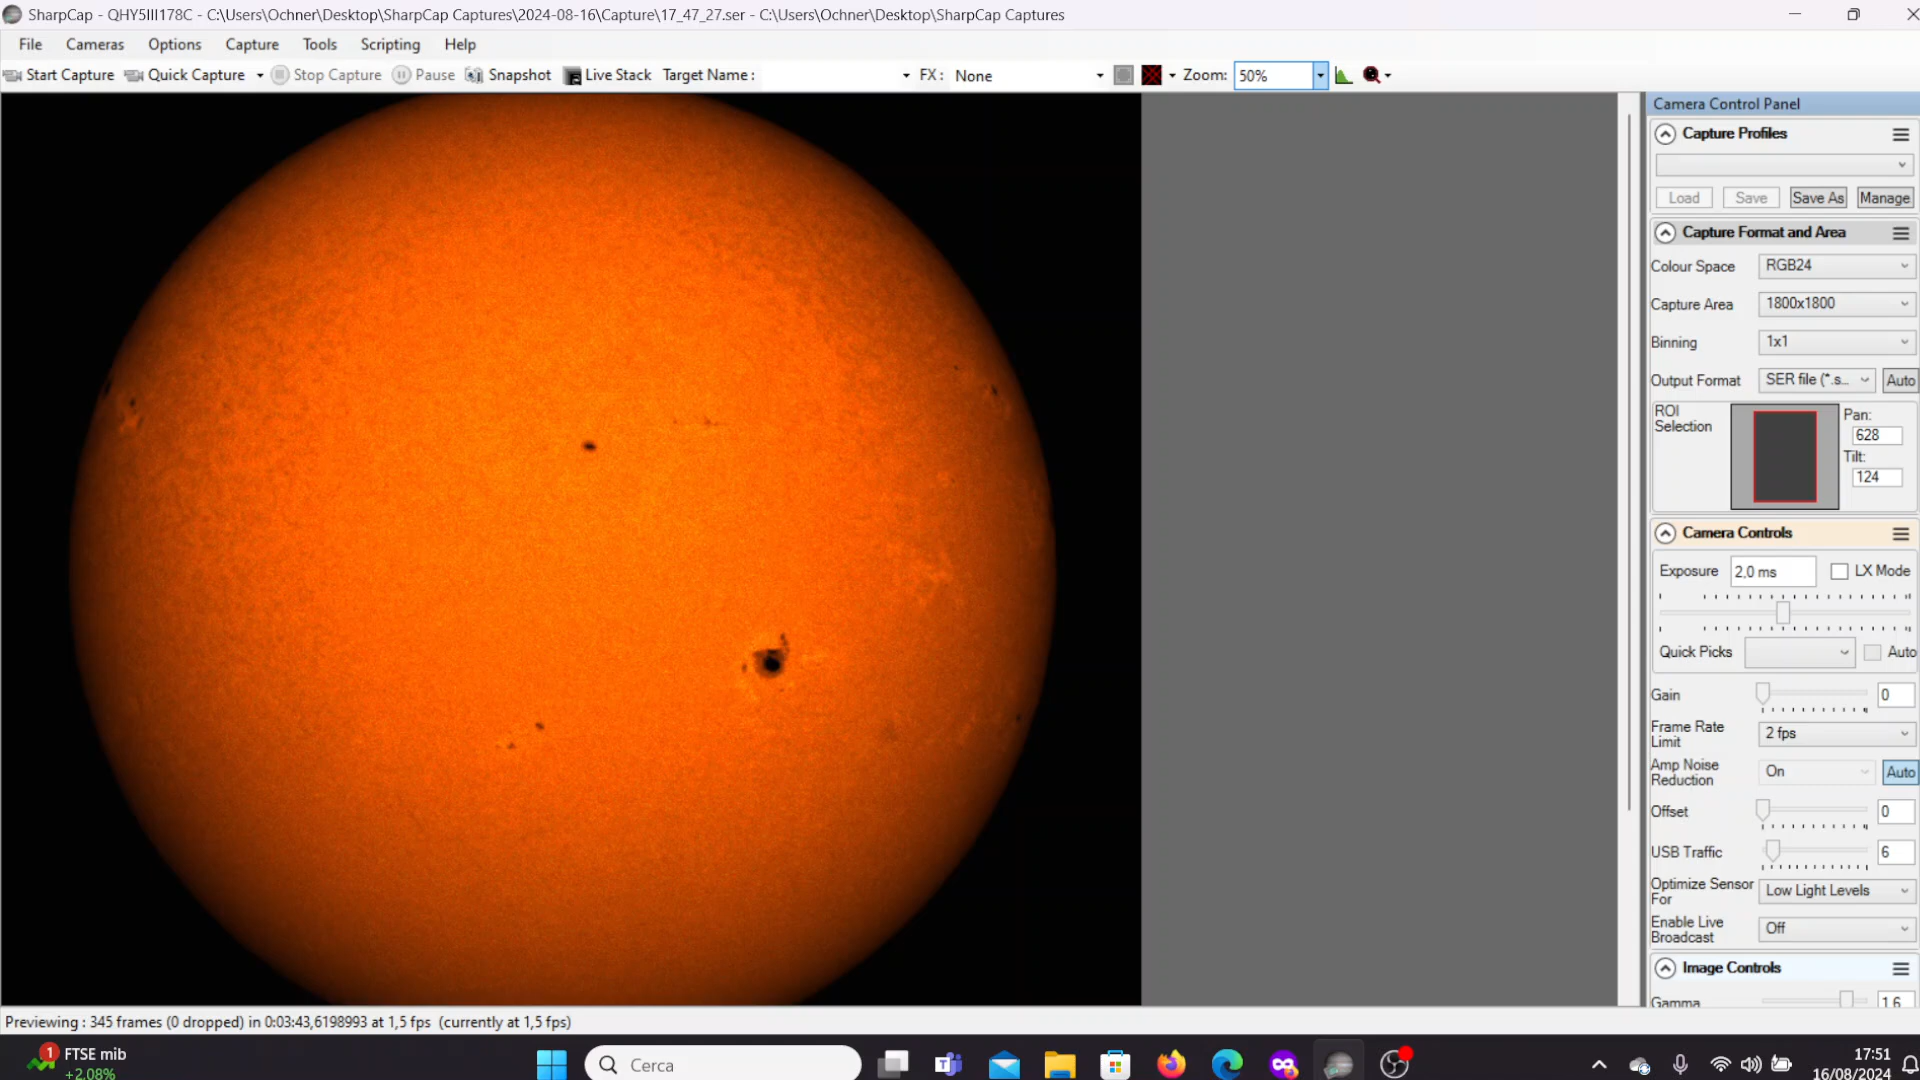 SharpCap - QHY5III178C - C:\Users\Ochner\Desktop\SharpCap Captures\2024-08-16\Capture\17_47_27.ser - C:\Users\Ochner\Desktop\SharpCap Captures
File Cameras Options Capture Tools Scripting Help
Start Capture Quick Capture Stop Capture Pause Snapshot Live Stack Target Name : FX : None Zoom: 50%
Camera Control Panel
Capture Profiles
Load Save Save As Manage
Capture Format and Area
Colour Space RGB24
Capture Area 1800x1800
Binning 1x1
Output Format SER file (*.s... Auto
ROI Selection
Pan:
628
Tilt:
124
Camera Controls
Exposure 2,0 ms LX Mode
Quick Picks Auto
Gain 0
Frame Rate Limit 2 fps
Amp Noise Reduction On Auto
Offset 0
USB Traffic 6
Optimize Sensor For Low Light Levels
Enable Live Broadcast Off
Image Controls
Gamma 1,6
Previewing : 345 frames (0 dropped) in 0:03:43,6198993 at 1,5 fps (currently at 1,5 fps)
1
FTSE mib
+2.08%
Cerca
17:51
16/08/2024